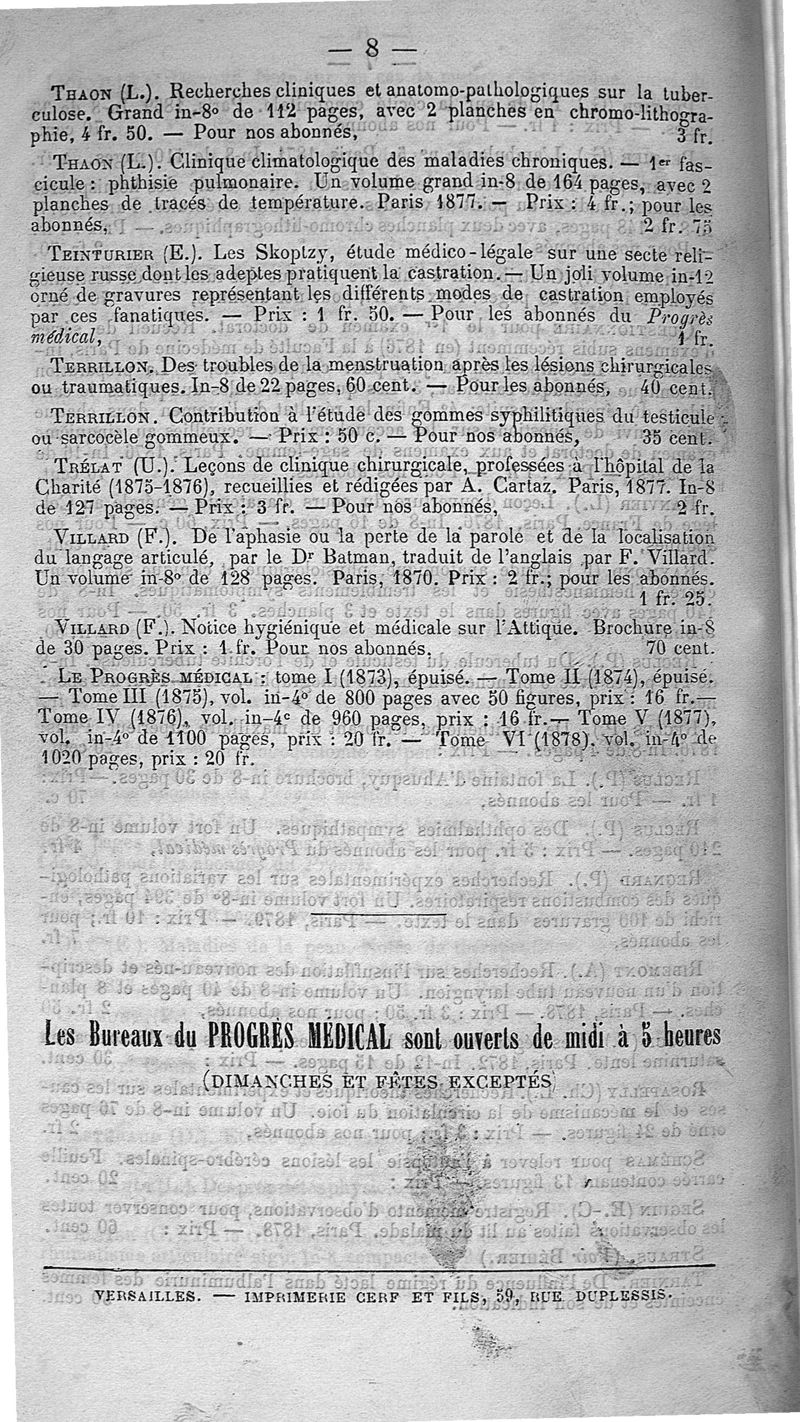 — 8 —
THAON (L.). Recherches cliniques et anatomo-pathologiques sur la tuber-
culose. Grand in-8º de 112 pages, avec 2 planches en chromo-lithogra-
phie, 4 fr. 50. — Pour nos abonnés, 3 fr.
THAON (L.). Clinique climatologique des maladies chroniques. — 1er fas-
cicule : phthisie pulmonaire. Un volume grand in-8 de 164 pages, avec 2
planches de tracés de température. Paris 1877. — Prix : 4 fr.; pour les
abonnés, 2 fr. 75
TEINTURIER (E.). Les Skoptzy, étude médico-légale sur une secte reli-
gieuse russe dont les adeptes pratiquent la castration. — Un joli volume in-12
orné de gravures représentant les différents modes de castration employés
par ces fanatiques. — Prix : 1 fr. 50. — Pour les abonnés du Progrès
médical, 1 fr.
TERRILLON. Des troubles de la menstruation après les lésions chirurgicales
ou traumatiques. In-8 de 22 pages, 60 cent. — Pour les abonnés, 40 cent.
TERRILLON. Contribution à l'étude des gommes syphilitiques du testicule
ou sarcocèle gommeux. — Prix : 50 c. — Pour nos abonnés, 35 cent.
TRÉLAT (U.). Leçons de clinique chirurgicale, professées à l'hôpital de la
Charité (1875-1876), recueillies et rédigées par A. Cartaz. Paris, 1877. In-8
de 127 pages. — Prix : 3 fr. — Pour nos abonnés, 2 fr.
VILLARD (F.). De l'aphasie ou la perte de la parole et de la localisation
du langage articulé, par le Dr Batman, traduit de l'anglais par F. Villard.
Un volume in-8º de 128 pages. Paris, 1870. Prix : 2 fr.; pour les abonnés.
1 fr. 25.
VILLARD (F.). Notice hygiénique et médicale sur l'Attique. Brochure in-8
de 30 pages. Prix : 1 fr. Pour nos abonnés. 70 cent.
LE PROGRÈS MÉDICAL : tome I (1873), épuisé. — Tome II (1874), épuisé.
— Tome III (1875), vol. in-4º de 800 pages avec 50 figures, prix : 16 fr.—
Tome IV (1876), vol. in-4º de 960 pages, prix : 16 fr.— Tome V (1877),
vol. in-4º de 1100 pages, prix : 20 fr. — Tome VI (1878). vol. in-4º de
1020 pages, prix : 20 fr.
Les Bureaux du PROGRÈS MÉDICAL sont ouverts de midi à 5 heures
(DIMANCHES ET FÊTES EXCEPTÉS)
VERSAILLES. — IMPRIMERIE CERF ET FILS, 59, RUE DUPLESSIS.